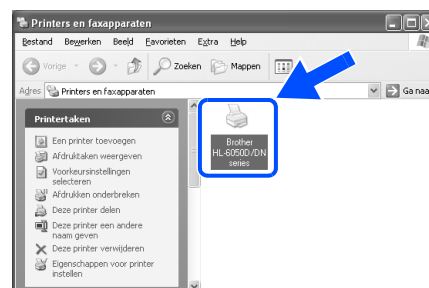 Printers en faxapparaten
Bestand Bewerken Beeld Favorieten Extra Help
Vorige Zoeken Mappen
Adres Printers en faxapparaten Ga naa
Printertaken
Een printer toevoegen
Afdruktaken weergeven
Voorkeursinstellingen
selecteren
Afdrukken onderbreken
Deze printer delen
Deze printer een andere
naam geven
Deze printer verwijderen
Eigenschappen voor printer
instellen
Brother
HL-6050D/DN
series